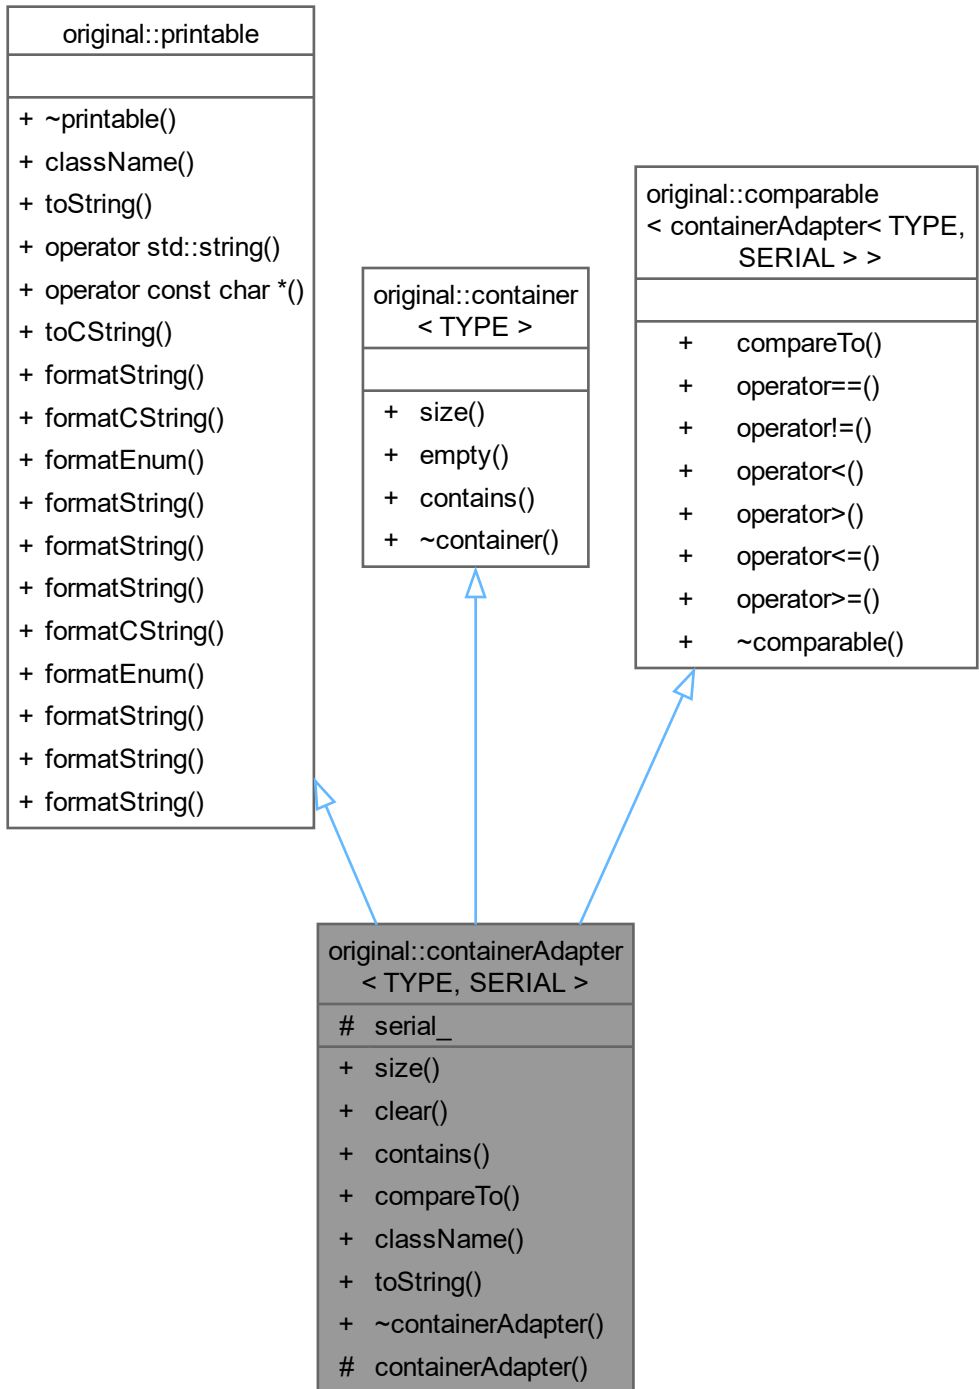 original::printable
+ ~printable()
+ className()
+ toString()
+ operator std::string()
+ operator const char *()
+ toCString()
+ formatString()
+ formatCString()
+ formatEnum()
+ formatString()
+ formatString()
+ formatString()
+ formatCString()
+ formatEnum()
+ formatString()
+ formatString()
+ formatString()
original::container
< TYPE >
+ size()
+ empty()
+ contains()
+ ~container()
original::comparable
< containerAdapter< TYPE,
SERIAL > >
+ compareTo()
+ operator==()
+ operator!=()
+ operator<()
+ operator>()
+ operator<=()
+ operator>=()
+ ~comparable()
original::containerAdapter
< TYPE, SERIAL >
# serial_
+ size()
+ clear()
+ contains()
+ compareTo()
+ className()
+ toString()
+ ~containerAdapter()
# containerAdapter()